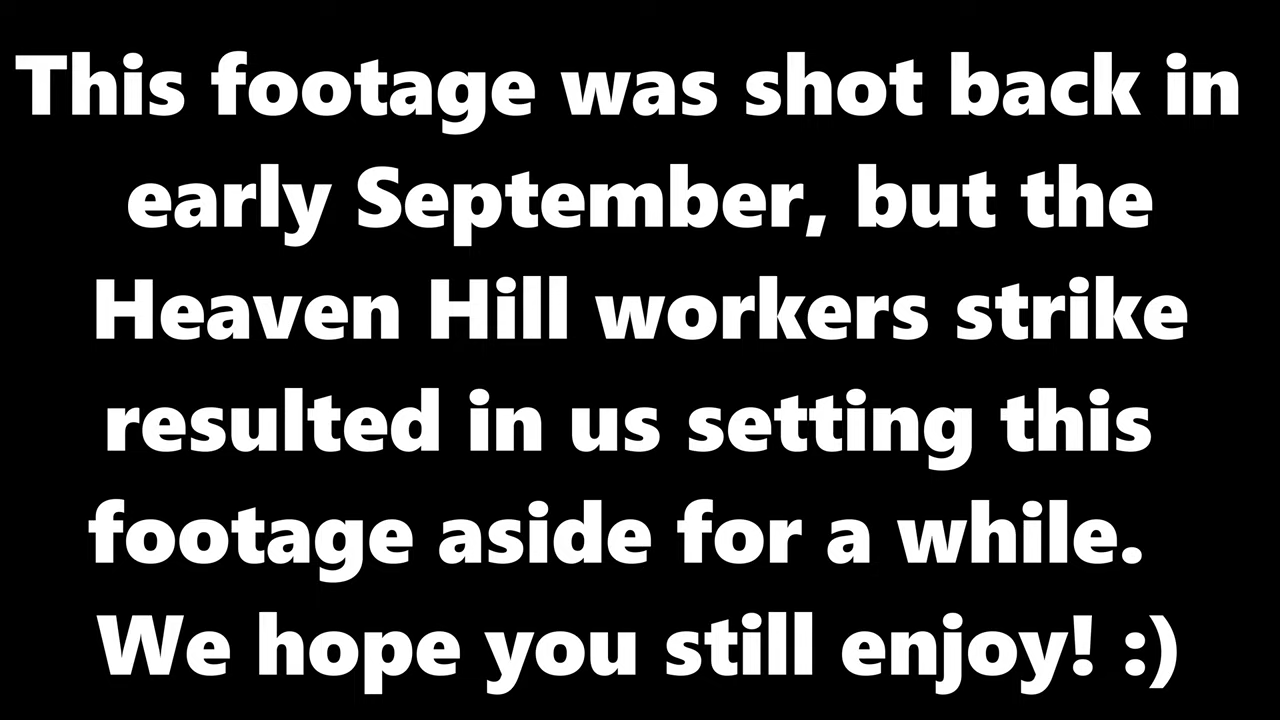 This footage was shot back in
early September, but the
Heaven Hill workers strike
resulted in us setting this
footage aside for a while.
We hope you still enjoy! :)